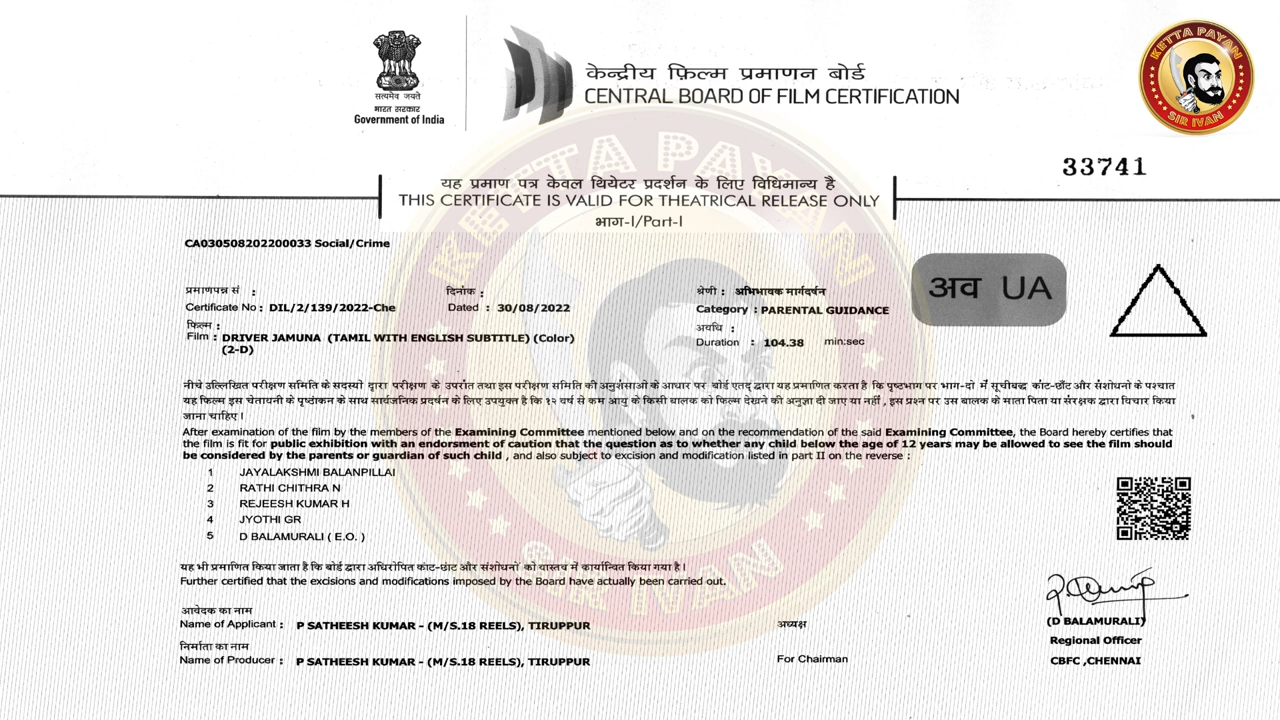 सत्यमेव जयते
भारत सरकार
Government of India
केन्द्रीय फ़िल्म प्रमाणन बोर्ड
CENTRAL BOARD OF FILM CERTIFICATION
KETTA PAYAN
SIR IVAN
33741
यह प्रमाण पत्र केवल थियेटर प्रदर्शन के लिए विधिमान्य है
THIS CERTIFICATE IS VALID FOR THEATRICAL RELEASE ONLY
भाग-I/Part-I
CA030508202200033 Social/Crime
प्रमाणपत्र सं :
दिनांक :
श्रेणी : अभिभावक मार्गदर्शन
अव UA
Certificate No : DIL/2/139/2022-Che
Dated : 30/08/2022
Category : PARENTAL GUIDANCE
फिल्म :
अवधि :
Film : DRIVER JAMUNA (TAMIL WITH ENGLISH SUBTITLE) (Color)
(2-D)
Duration : 104.38 min:sec
नीचे उल्लिखित परीक्षण समिति के सदस्यो द्वारा परीक्षण के उपरांत तथा इस परीक्षण समिति की अनुशंसाओ के आधार पर बोर्ड एतद् द्वारा यह प्रमाणित करता है कि पृष्ठभाग पर भाग-दो में सूचीबद्ध काट-छाँट और संशोधनो के पश्चात
यह फिल्म इस चेतावनी के पृष्ठांकन के साथ सार्वजनिक प्रदर्शन के लिए उपयुक्त है कि १२ वर्ष से कम आयु के किसी बालक को फिल्म देखने की अनुज्ञा दी जाए या नहीं , इस प्रश्न पर उस बालक के माता पिता या संरक्षक द्वारा विचार किया
जाना चाहिए ।
After examination of the film by the members of the Examining Committee mentioned below and on the recommendation of the said Examining Committee, the Board hereby certifies that
the film is fit for public exhibition with an endorsment of caution that the question as to whether any child below the age of 12 years may be allowed to see the film should
be considered by the parents or guardian of such child , and also subject to excision and modification listed in part II on the reverse :
1 JAYALAKSHMI BALANPILLAI
2 RATHI CHITHRA N
3 REJEESH KUMAR H
4 JYOTHI GR
5 D BALAMURALI ( E.O. )
यह भी प्रमाणित किया जाता है कि बोर्ड द्वारा अधिरोपित काट-छांट और संशोधनों को वास्तव में कार्यान्वित किया गया है ।
Further certified that the excisions and modifications imposed by the Board have actually been carried out.
आवेदक का नाम
Name of Applicant : P SATHEESH KUMAR - (M/S.18 REELS), TIRUPPUR
अध्यक्ष
(D BALAMURALI)
Regional Officer
निर्माता का नाम
Name of Producer : P SATHEESH KUMAR - (M/S.18 REELS), TIRUPPUR
For Chairman
CBFC ,CHENNAI
KETTA PAYAN
SIR IVAN